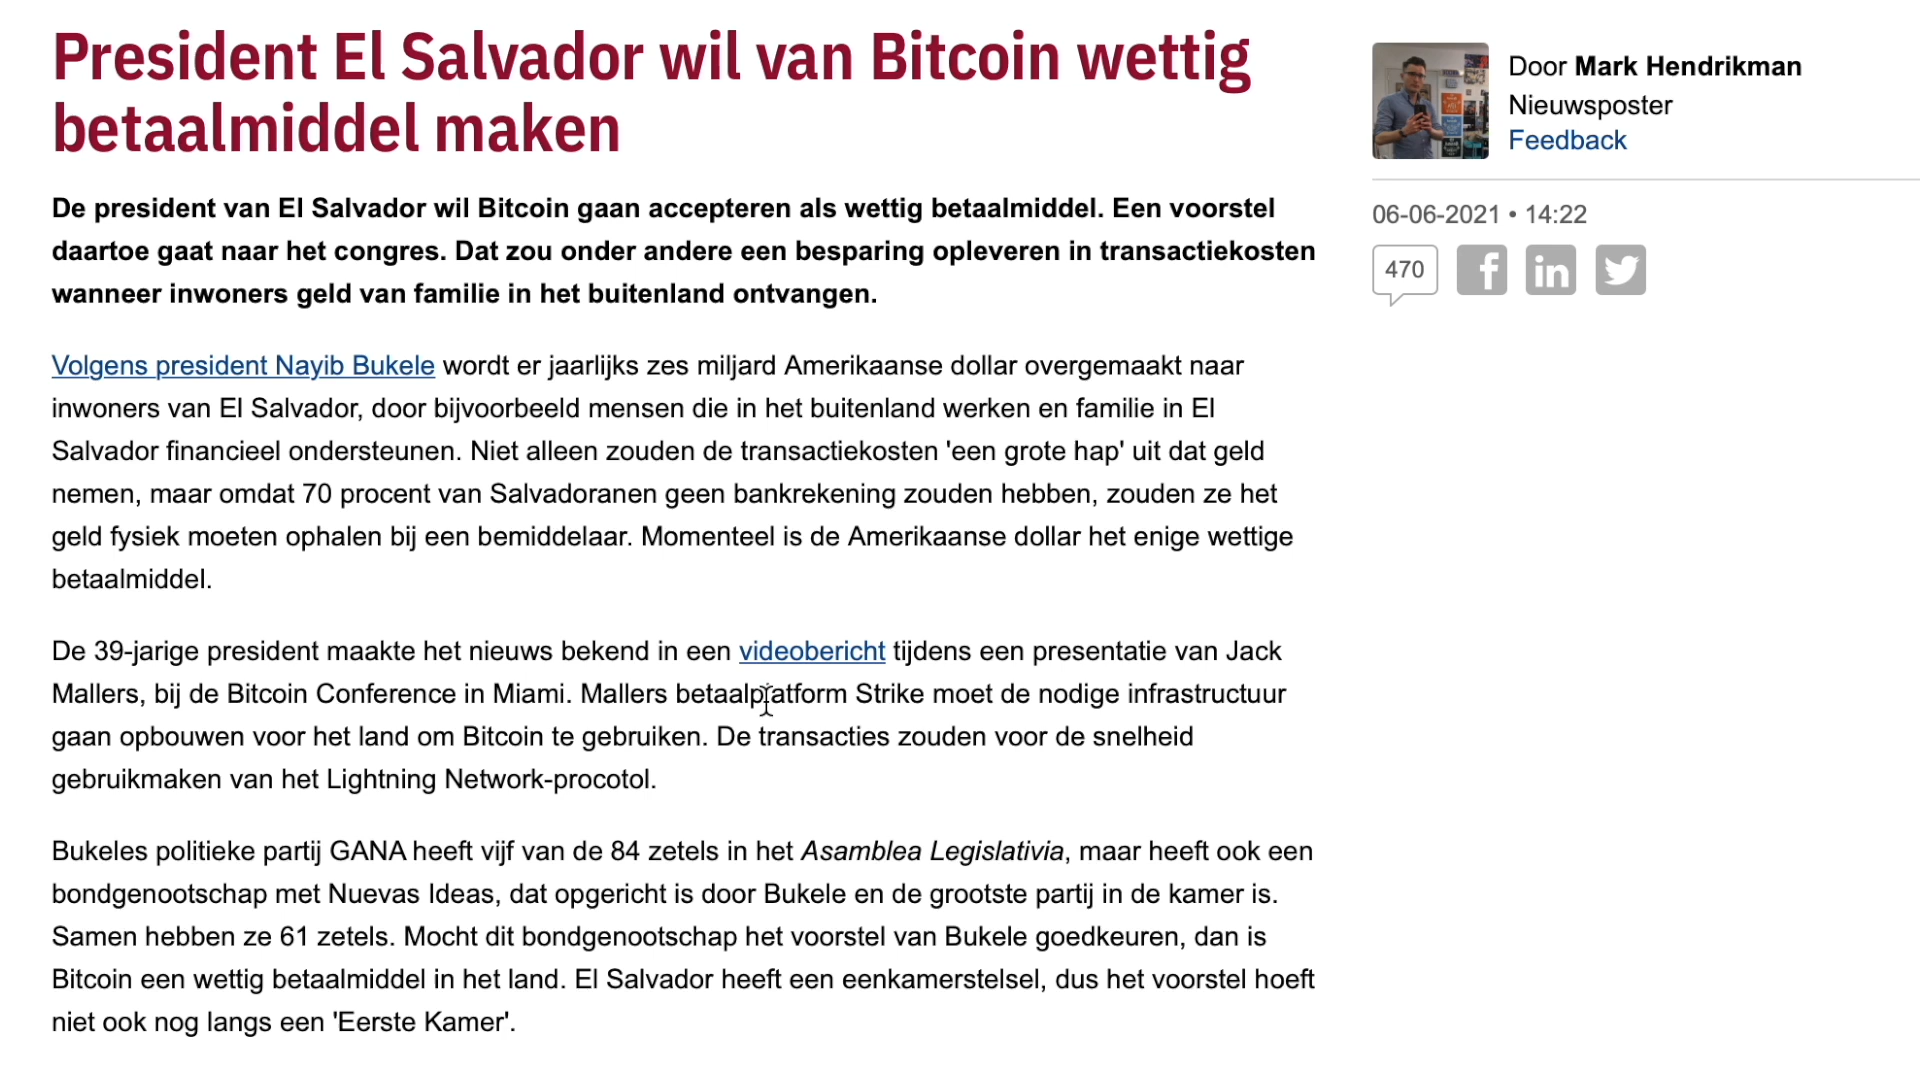 President El Salvador wil van Bitcoin wettig
betaalmiddel maken
De president van El Salvador wil Bitcoin gaan accepteren als wettig betaalmiddel. Een voorstel
daartoe gaat naar het congres. Dat zou onder andere een besparing opleveren in transactiekosten
wanneer inwoners geld van familie in het buitenland ontvangen.
Volgens president Nayib Bukele wordt er jaarlijks zes miljard Amerikaanse dollar overgemaakt naar
inwoners van El Salvador, door bijvoorbeeld mensen die in het buitenland werken en familie in El
Salvador financieel ondersteunen. Niet alleen zouden de transactiekosten 'een grote hap' uit dat geld
nemen, maar omdat 70 procent van Salvadoranen geen bankrekening zouden hebben, zouden ze het
geld fysiek moeten ophalen bij een bemiddelaar. Momenteel is de Amerikaanse dollar het enige wettige
betaalmiddel.
De 39-jarige president maakte het nieuws bekend in een videobericht tijdens een presentatie van Jack
Mallers, bij de Bitcoin Conference in Miami. Mallers betaalplatform Strike moet de nodige infrastructuur
gaan opbouwen voor het land om Bitcoin te gebruiken. De transacties zouden voor de snelheid
gebruikmaken van het Lightning Network-procotol.
Bukeles politieke partij GANA heeft vijf van de 84 zetels in het Asamblea Legislativia, maar heeft ook een
bondgenootschap met Nuevas Ideas, dat opgericht is door Bukele en de grootste partij in de kamer is.
Samen hebben ze 61 zetels. Mocht dit bondgenootschap het voorstel van Bukele goedkeuren, dan is
Bitcoin een wettig betaalmiddel in het land. El Salvador heeft een eenkamerstelsel, dus het voorstel hoeft
niet ook nog langs een 'Eerste Kamer'.
Door Mark Hendrikman
Nieuwsposter
Feedback
06-06-2021 • 14:22
470